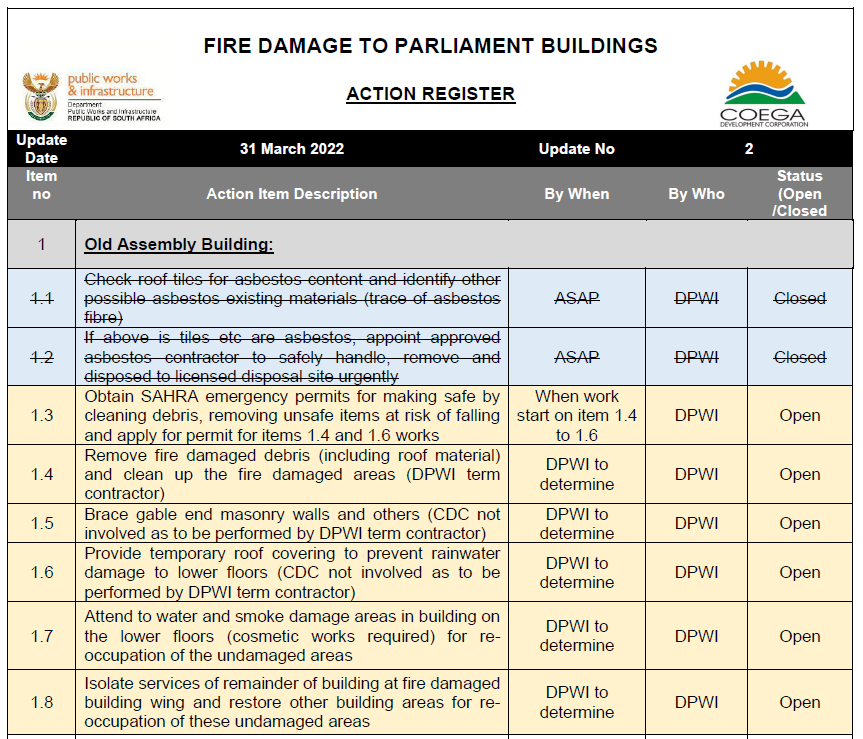 FIRE DAMAGE TO PARLIAMENT BUILDINGS
public works
& infrastructure
Department:
Public Works and Infrastructure
REPUBLIC OF SOUTH AFRICA
ACTION REGISTER
COEGA
DEVELOPMENT CORPORATION
Update
Date
31 March 2022
Update No
2
Item
no
Action Item Description
By When
By Who
Status
(Open
/Closed
1
Old Assembly Building:
1.1
Check roof tiles for asbestos content and identify other
possible asbestos existing materials (trace of asbestos
fibre)
ASAP
DPWI
Closed
1.2
If above is tiles etc are asbestos, appoint approved
asbestos contractor to safely handle, remove and
disposed to licensed disposal site urgently
ASAP
DPWI
Closed
1.3
Obtain SAHRA emergency permits for making safe by
cleaning debris, removing unsafe items at risk of falling
and apply for permit for items 1.4 and 1.6 works
When work
start on item 1.4
to 1.6
DPWI
Open
1.4
Remove fire damaged debris (including roof material)
and clean up the fire damaged areas (DPWI term
contractor)
DPWI to
determine
DPWI
Open
1.5
Brace gable end masonry walls and others (CDC not
involved as to be performed by DPWI term contractor)
DPWI to
determine
DPWI
Open
1.6
Provide temporary roof covering to prevent rainwater
damage to lower floors (CDC not involved as to be
performed by DPWI term contractor)
DPWI to
determine
DPWI
Open
1.7
Attend to water and smoke damage areas in building on
the lower floors (cosmetic works required) for re-
occupation of the undamaged areas
DPWI to
determine
DPWI
Open
1.8
Isolate services of remainder of building at fire damaged
building wing and restore other building areas for re-
occupation of these undamaged areas
DPWI to
determine
DPWI
Open